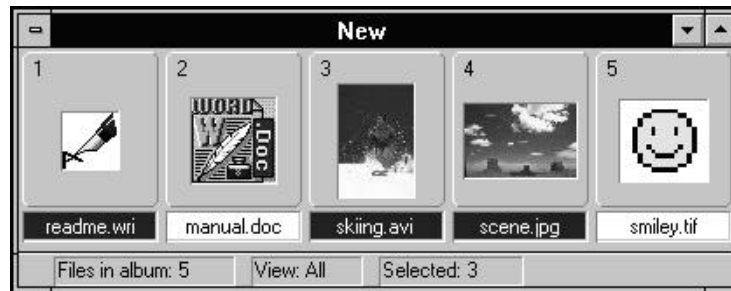 New
1 2 3 4 5
WORD
W
.Doc
readme.wri manual.doc skiing.avi scene.jpg smiley.tif
Files in album: 5 View: All Selected: 3